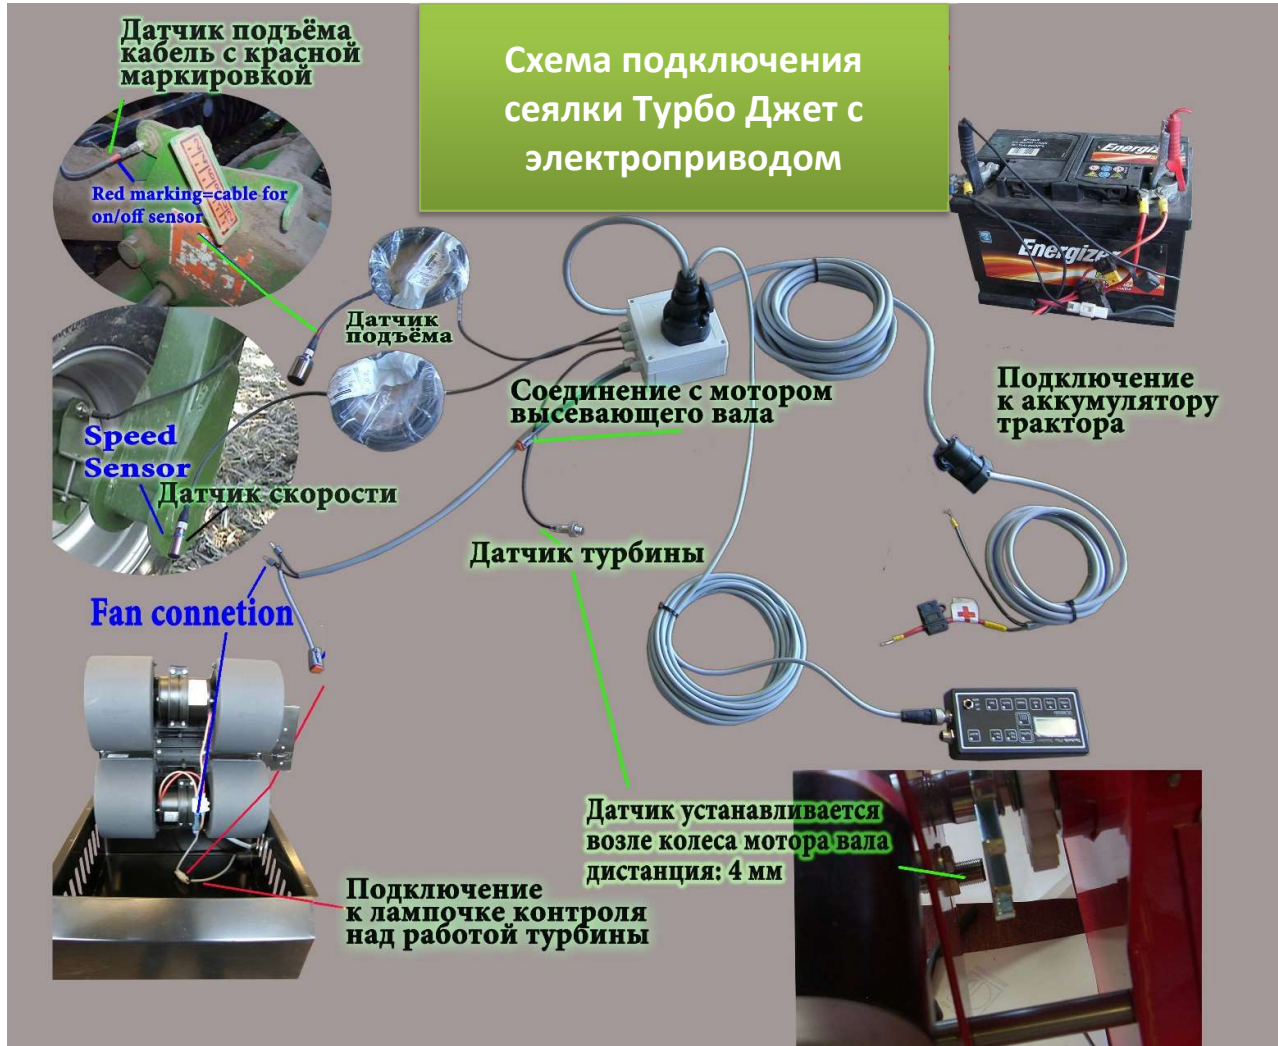 Датчик подъёма
кабель с красной
маркировкой
Схема подключения
сеялки Турбо Джет с
электроприводом
Red marking=cable for
on/off sensor
Energizer
Energizer
Датчик
подъёма
Соединение с мотором
высевающего вала
Подключение
к аккумулятору
трактора
Speed
Sensor
Датчик скорости
Датчик турбины
Fan connetion
Датчик устанавливается
возле колеса мотора вала
дистанция: 4 мм
Подключение
к лампочке контроля
над работой турбины